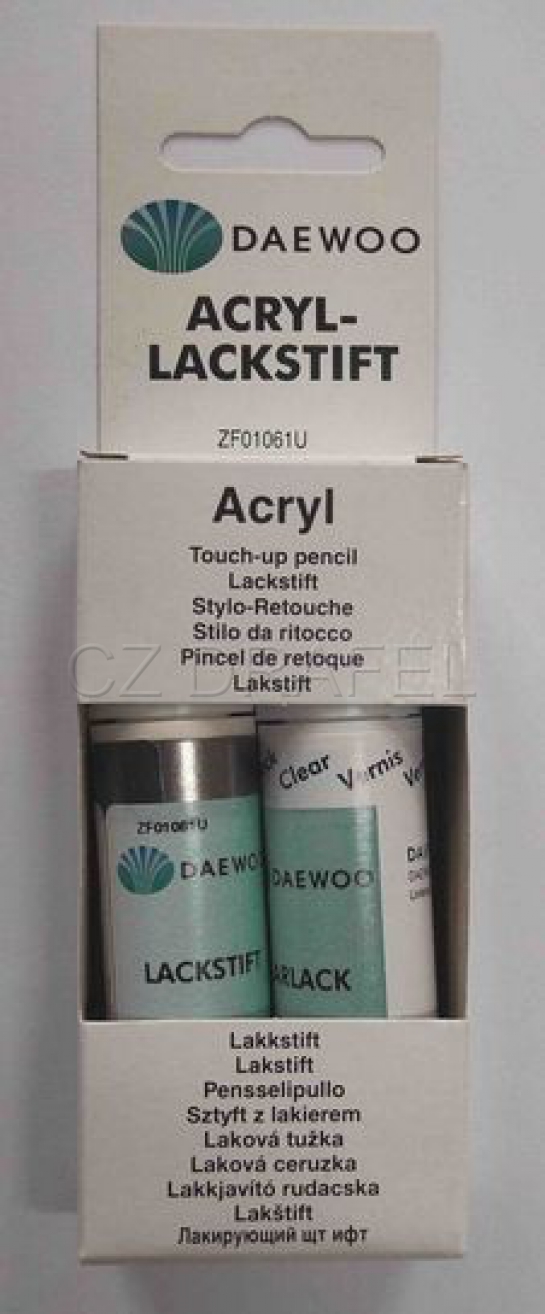 DAEWOO
ACRYL-
LACKSTIFT
ZF01061U
Acryl
Touch-up pencil
Lackstift
Stylo-Retouche
Stilo da ritocco
Pincel de retoque
Lakstift
CZ DRAFEL
Clear Vernis
ZF01061U
DAEWOO
LACKSTIFT
DAEWOO
ARLACK
Lakkstift
Lakstift
Pensselipullo
Sztyft z lakierem
Laková tužka
Laková ceruzka
Lakkjavító rudacska
Lakštift
Лакирующий щт ифт